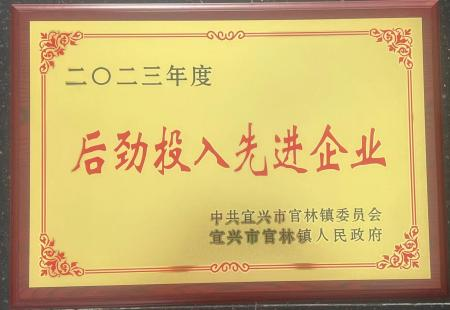 二〇二三年度
后劲投入先进企业
中共宜兴市官林镇委员会
宜兴市官林镇人民政府